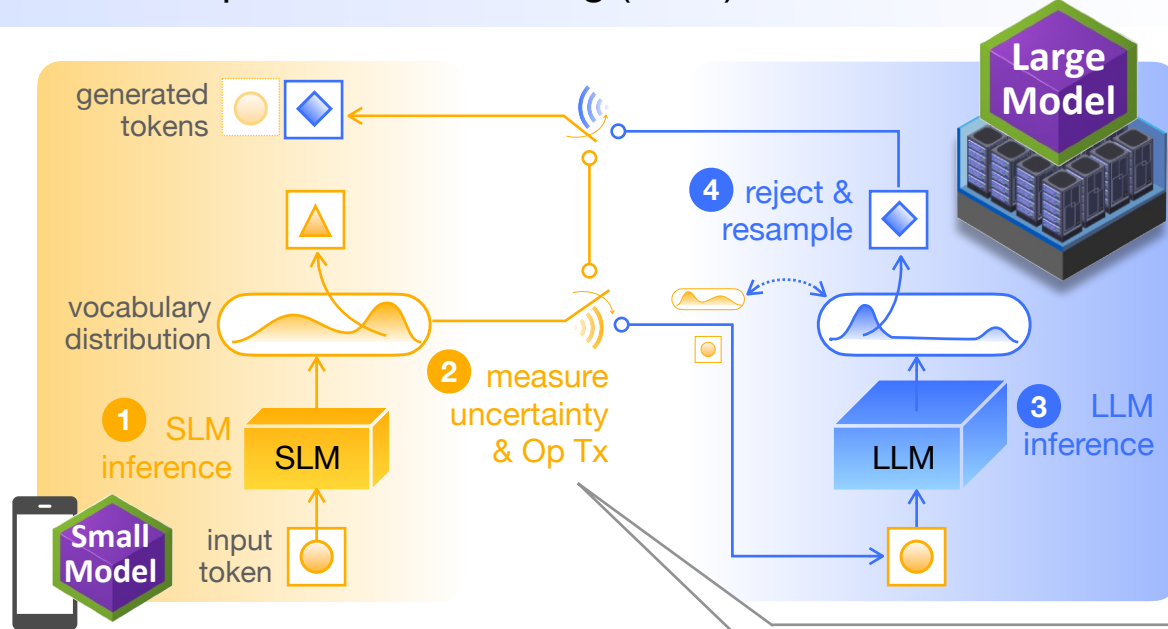 Large
Model
generated
tokens
4 reject &
resample
vocabulary
distribution
2 measure
uncertainty
& Op Tx
1 SLM
inference
SLM
3 LLM
inference
LLM
Small
Model
input
token